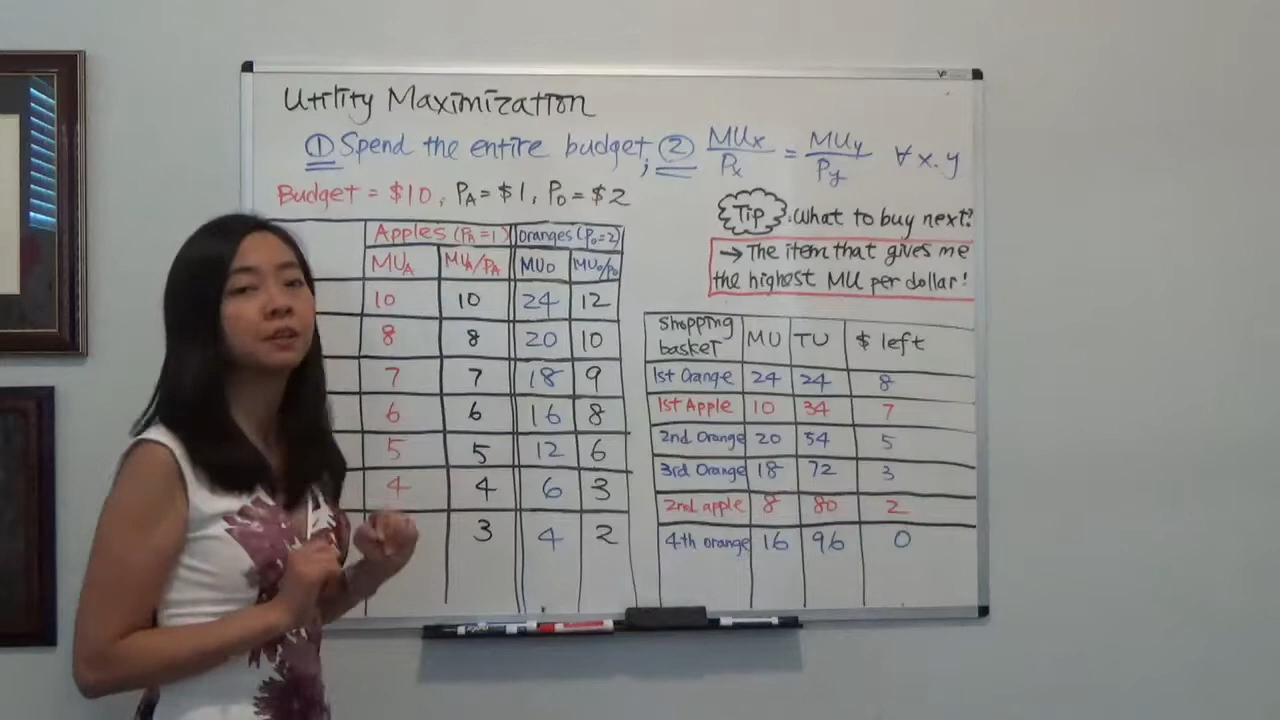 Utility Maximization
① Spend the entire budget; ② MUx/Px = MUy/Py ∀ x.y
Budget = $10, PA = $1, PO = $2
Tip: What to buy next?
→ The item that gives me
the highest MU per dollar!
Apples (PA=1) Oranges (PO=2)
MUA MUA/PA MUO MUO/PO
10 10 24 12
8 8 20 10
7 7 18 9
6 6 16 8
5 5 12 6
4 4 6 3
3 4 2
Shopping basket MU TU $ left
1st Orange 24 24 8
1st Apple 10 34 7
2nd Orange 20 54 5
3rd Orange 18 72 3
2nd apple 8 80 2
4th orange 16 96 0